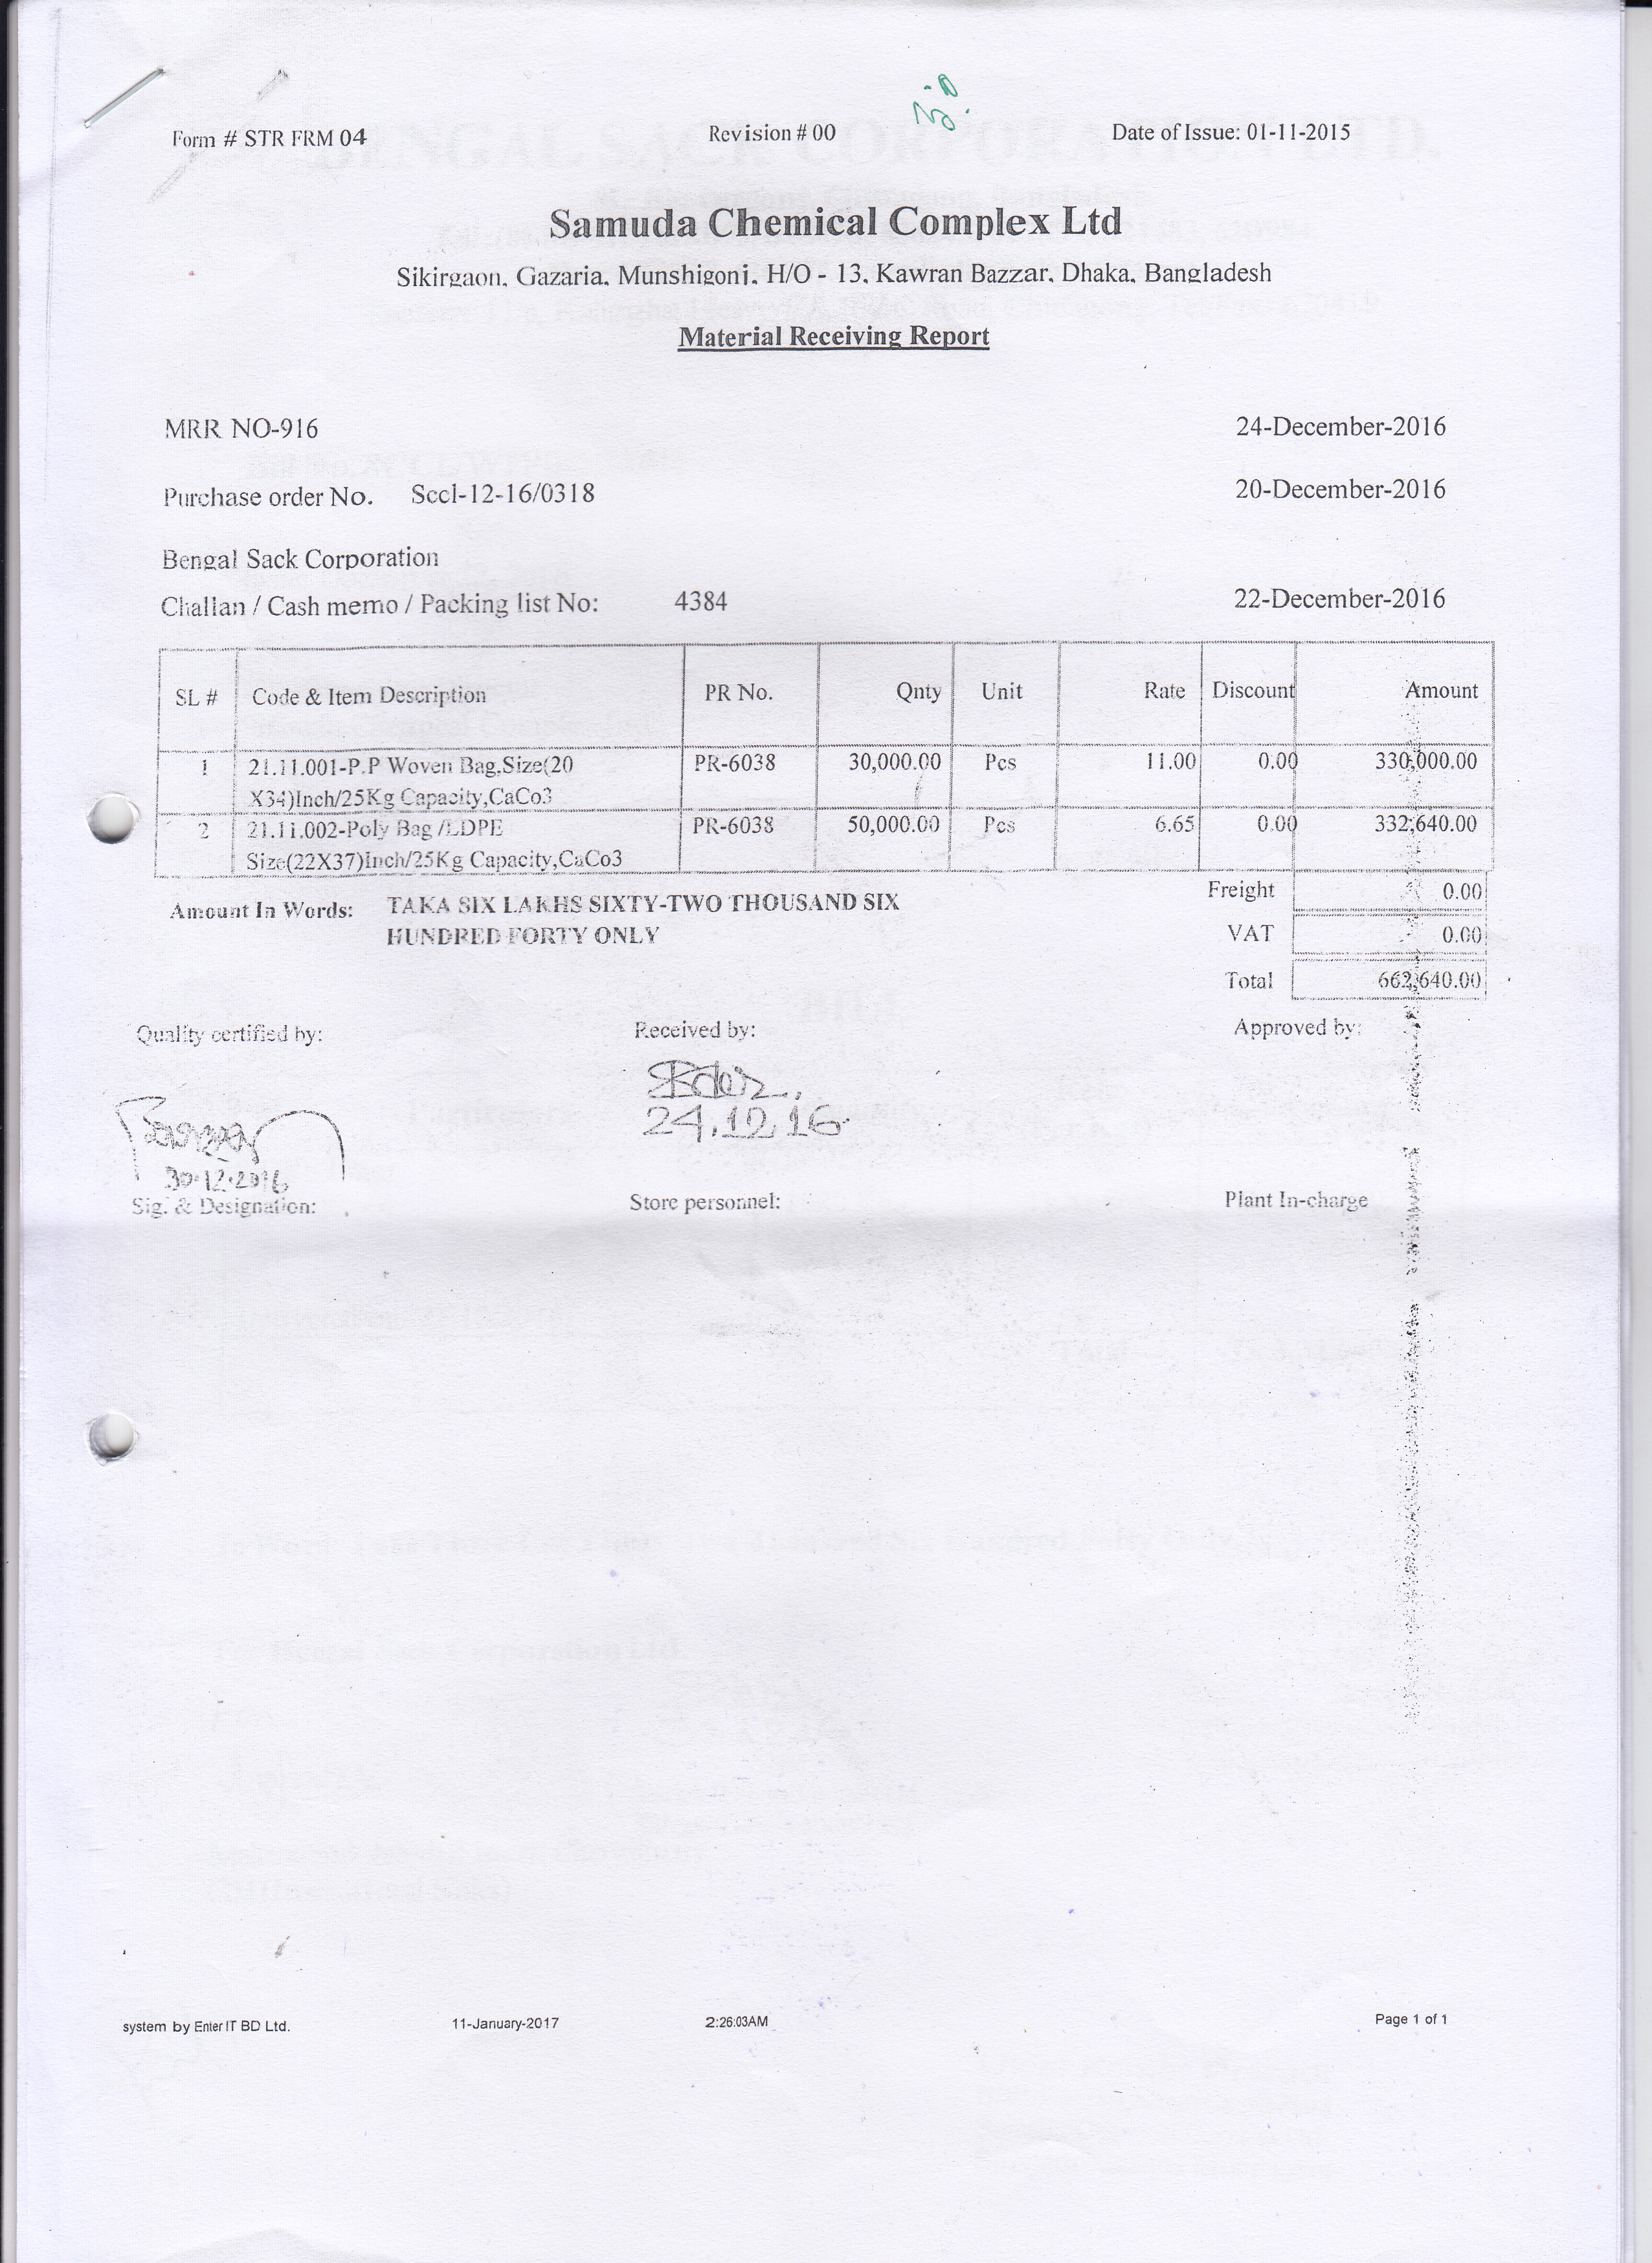 Form # STR FRM 04 Revision # 00 Date of Issue: 01-11-2015
Samuda Chemical Complex Ltd
Sikirgaon, Gazaria, Munshigonj, H/O - 13, Kawran Bazzar, Dhaka, Bangladesh
Material Receiving Report
MRR NO-916 24-December-2016
Purchase order No. Sccl-12-16/0318 20-December-2016
Bengal Sack Corporation
Challan / Cash memo / Packing list No: 4384 22-December-2016
SL # Code & Item Description PR No. Qnty Unit Rate Discount Amount
1 21.11.001-P.P Woven Bag,Size(20 PR-6038 30,000.00 Pcs 11.00 0.00 330,000.00
X34)Inch/25Kg Capacity,CaCo3
2 21.11.002-Poly Bag /LDPE PR-6038 50,000.00 Pcs 6.65 0.00 332,640.00
Size(22X37)Inch/25Kg Capacity,CaCo3
Freight 0.00
Amount In Words: TAKA SIX LAKHS SIXTY-TWO THOUSAND SIX
HUNDRED FORTY ONLY VAT 0.00
Total 662,640.00
Quality certified by: Received by: Approved by:
24.12.16
30.12.2016
Sig. & Designation: Store personnel: Plant In-charge
system by Enter IT BD Ltd. 11-January-2017 2:26:03AM Page 1 of 1